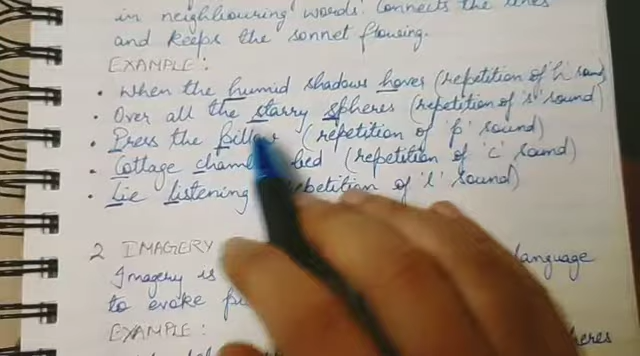 in neighbouring words. Connects the lines
and keeps the sonnet flowing.
EXAMPLE:
• When the humid shadows hover (repetition of 'h' sound
• Over all the starry spheres (repetition of 's' sound)
• Press the pillow (repetition of 'p' sound)
• Cottage chamber bed (repetition of 'c' sound)
• Lie listening repetition of 'l' sound)
2 IMAGERY
Imagery is language
to evoke
EXAMPLE: